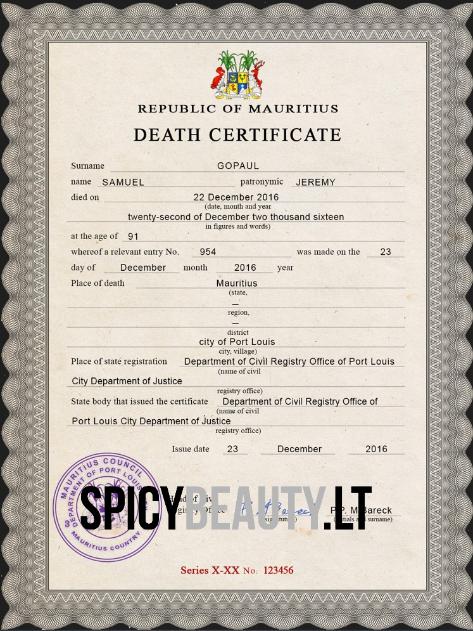 REPUBLIC OF MAURITIUS
DEATH CERTIFICATE
Surname GOPAUL
name SAMUEL patronymic JEREMY
died on 22 December 2016
(date, month and year
twenty-second of December two thousand sixteen
in figures and words)
at the age of 91
whereof a relevant entry No. 954 was made on the 23
day of December month 2016 year
Place of death Mauritius
(state,
—
region,
—
district
city of Port Louis
city, village)
Place of state registration Department of Civil Registry Office of Port Louis
(name of civil
City Department of Justice
registry office)
State body that issued the certificate Department of Civil Registry Office of
(name of civil
Port Louis City Department of Justice
registry office)
Issue date 23 December 2016
MAURITIUS COUNCIL
DEPARTMENT OF PORT LOUIS
MAURITIUS COUNTRY
SPICYBEAUTY.LT
P.P. M. Bareck
Series X-XX No. 123456